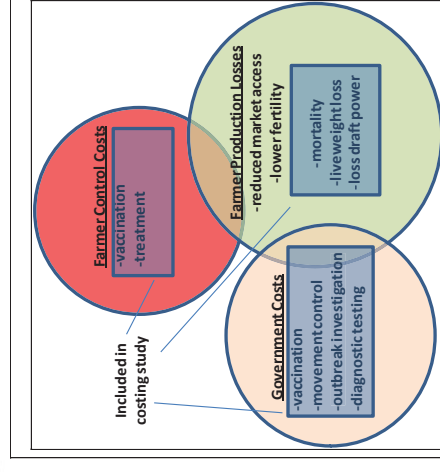 Farmer Control Costs
-vaccination
-treatment
Included in
costing study
Farmer Production Losses
-reduced market access
-lower fertility
-mortality
-liveweight loss
-loss draft power
Government Costs
-vaccination
-movement control
-outbreak investigation
-diagnostic testing